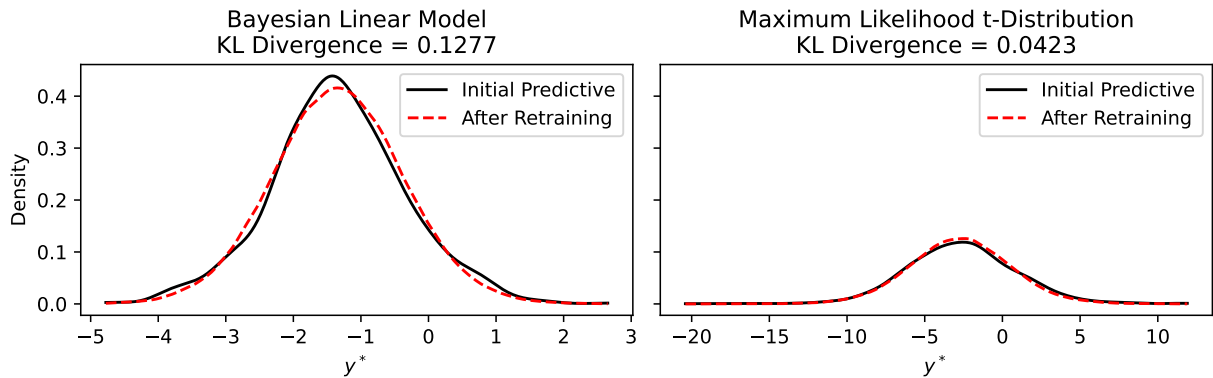 Bayesian Linear Model
KL Divergence = 0.1277
Density
0.4
0.3
0.2
0.1
0.0
Initial Predictive
After Retraining
−5 −4 −3 −2 −1 0 1 2 3
y*
Maximum Likelihood t-Distribution
KL Divergence = 0.0423
Initial Predictive
After Retraining
−20 −15 −10 −5 0 5 10
y*